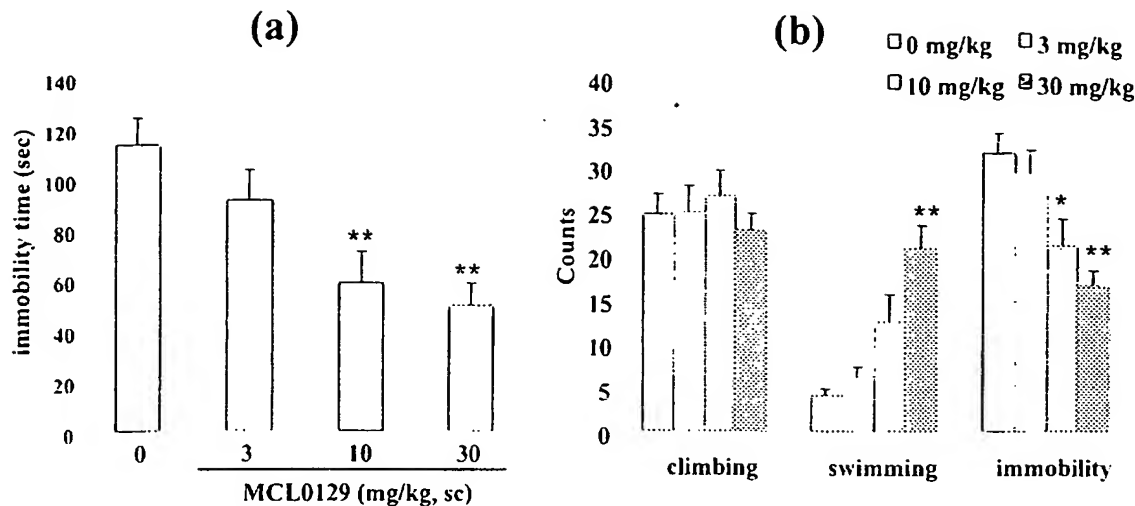 (a)
140
120
100
80
60
40
20
0
immobility time (sec)
**
**
0 3 10 30
MCL0129 (mg/kg, sc)
(b)
0 mg/kg 3 mg/kg
10 mg/kg 30 mg/kg
40
35
30
25
20
15
10
5
0
Counts
**
*
**
climbing swimming immobility